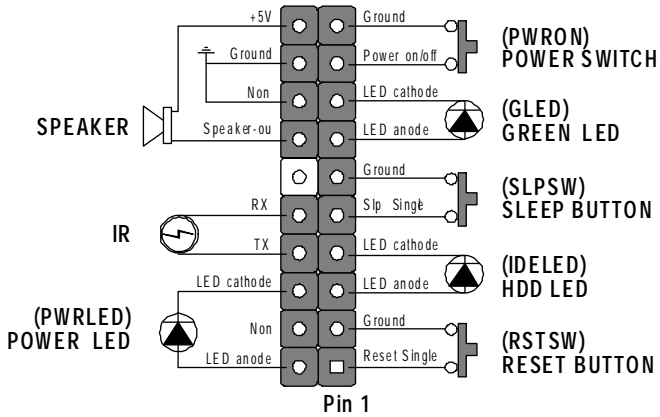 +5V
Ground
(PWRON)
POWER SWITCH
Ground
Power on/off
Non
LED cathode
(GLED)
GREEN LED
SPEAKER
Speaker-ou
LED anode
Ground
(SLPSW)
SLEEP BUTTON
RX
Slp Single
IR
TX
LED cathode
(IDELED)
HDD LED
LED cathode
LED anode
(PWRLED)
POWER LED
Non
Ground
(RSTSW)
RESET BUTTON
LED anode
Reset Single
Pin 1